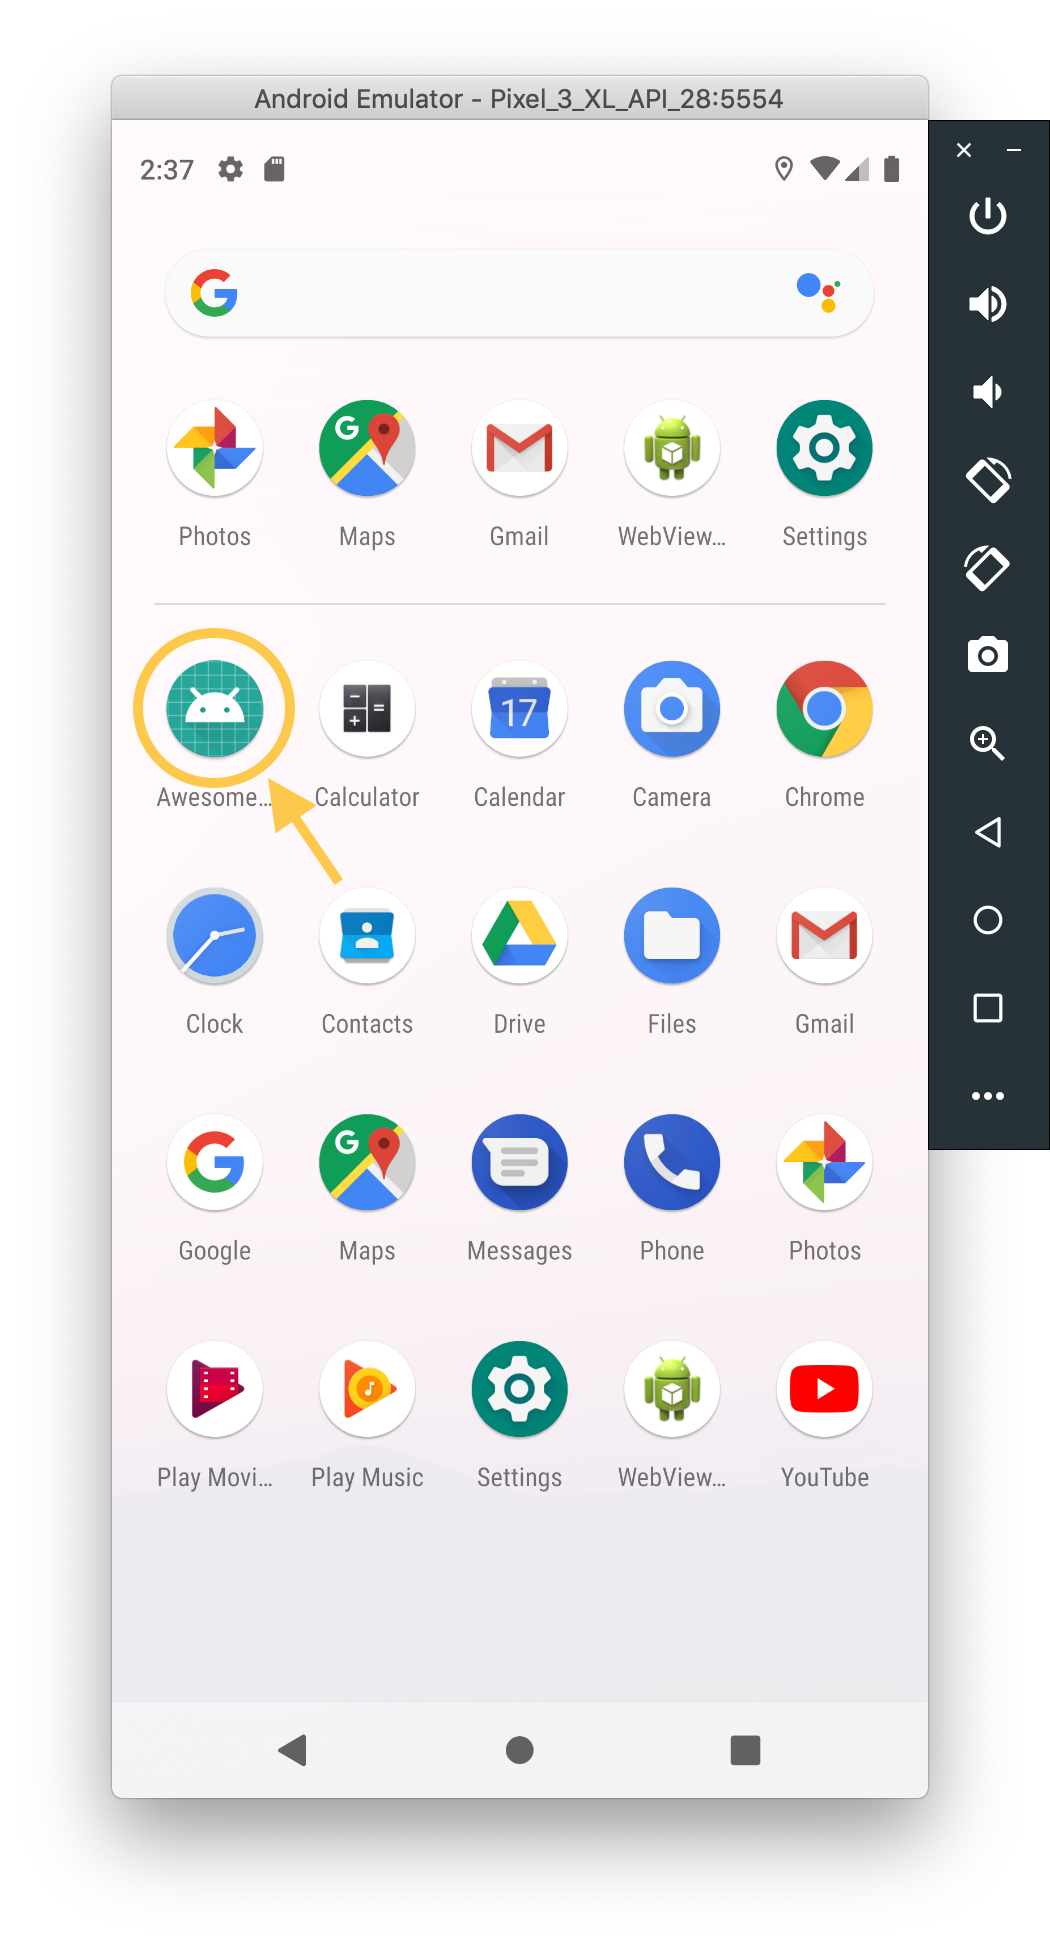 Android Emulator - Pixel_3_XL_API_28:5554
2:37
G
Photos Maps Gmail WebView... Settings
17
Awesome... Calculator Calendar Camera Chrome
Clock Contacts Drive Files Gmail
G
Google Maps Messages Phone Photos
Play Movi... Play Music Settings WebView... YouTube